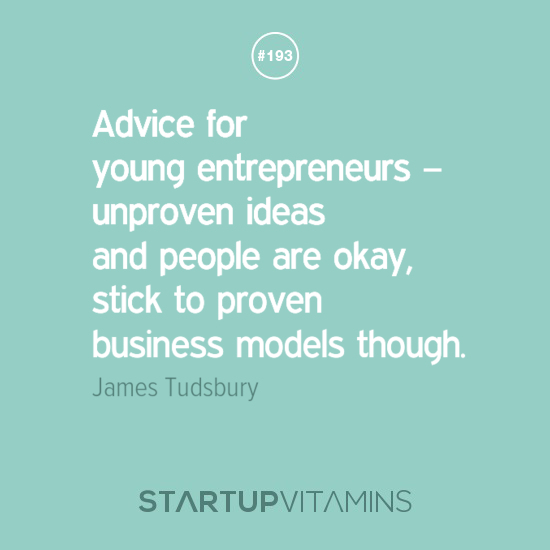 #193
Advice for
young entrepreneurs –
unproven ideas
and people are okay,
stick to proven
business models though.
James Tudsbury
STARTUPVITAMINS